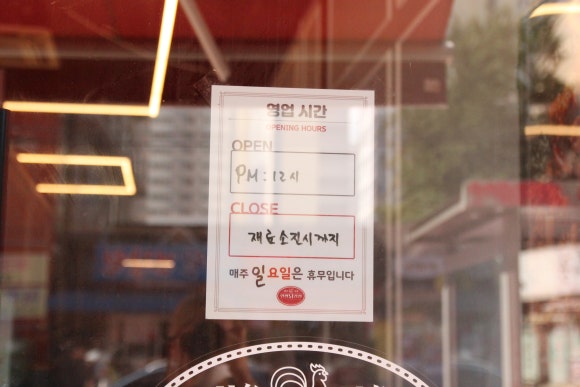 영업 시간
OPENING HOURS
OPEN
PM:12시
CLOSE
재료소진시까지
매주 일요일은 휴무입니다